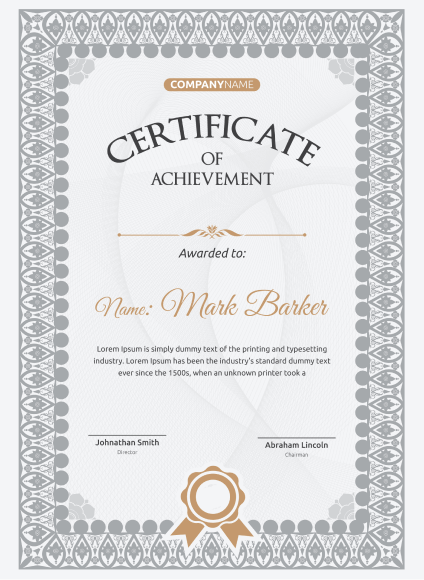 COMPANYNAME
CERTIFICATE
OF
ACHIEVEMENT
Awarded to:
Name: Mark Barker
Lorem Ipsum is simply dummy text of the printing and typesetting
industry. Lorem Ipsum has been the industry's standard dummy text
ever since the 1500s, when an unknown printer took a
Johnathan Smith
Director
Abraham Lincoln
Chairman